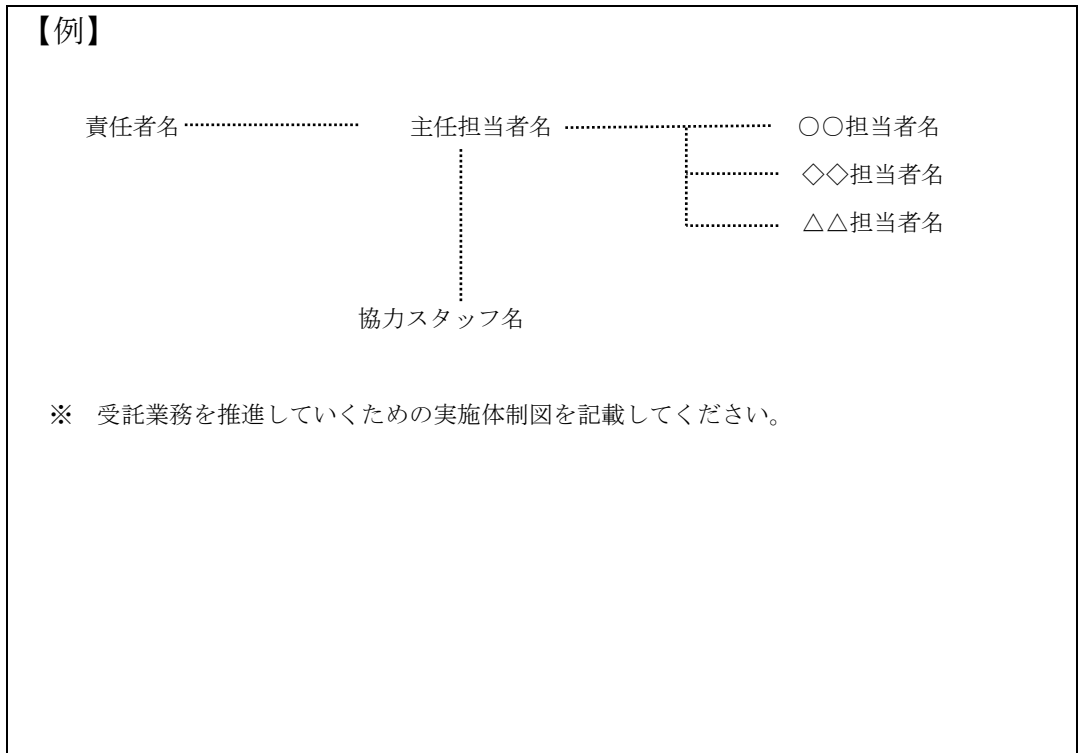 【例】
責任者名 主任担当者名 ○○担当者名
◇◇担当者名
△△担当者名
協力スタッフ名
※ 受託業務を推進していくための実施体制図を記載してください。